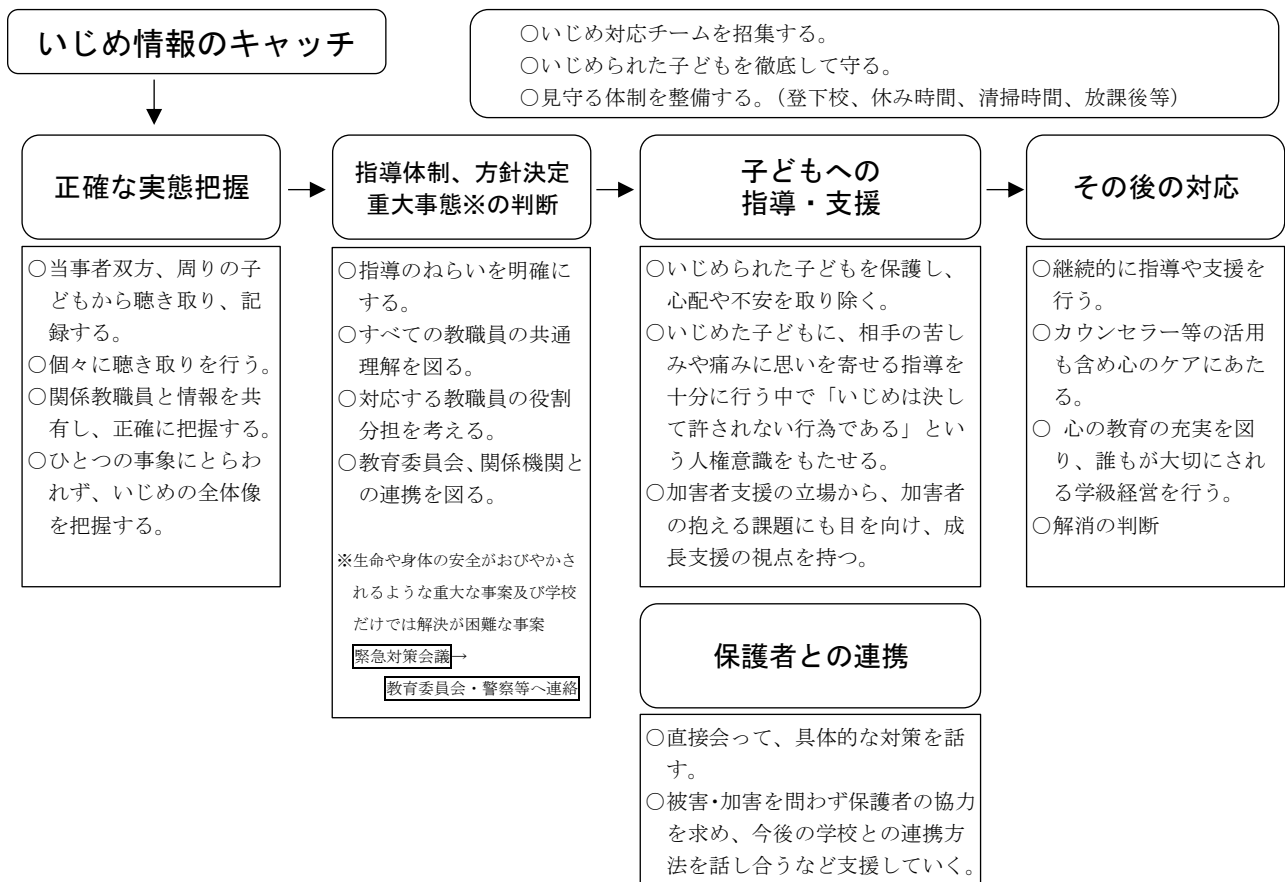 いじめ情報のキャッチ
○いじめ対応チームを招集する。
○いじめられた子どもを徹底して守る。
○見守る体制を整備する。（登下校、休み時間、清掃時間、放課後等）
正確な実態把握
○当事者双方、周りの子
どもから聴き取り、記
録する。
○個々に聴き取りを行う。
○関係教職員と情報を共
有し、正確に把握する。
○ひとつの事象にとらわ
れず、いじめの全体像
を把握する。
指導体制、方針決定
重大事態※の判断
○指導のねらいを明確に
する。
○すべての教職員の共通
理解を図る。
○対応する教職員の役割
分担を考える。
○教育委員会、関係機関と
の連携を図る。
※生命や身体の安全がおびやかさ
れるような重大な事案及び学校
だけでは解決が困難な事案
緊急対策会議→
教育委員会・警察等へ連絡
子どもへの
指導・支援
○いじめられた子どもを保護し、
心配や不安を取り除く。
○いじめた子どもに、相手の苦し
みや痛みに思いを寄せる指導を
十分に行う中で「いじめは決し
て許されない行為である」とい
う人権意識をもたせる。
○加害者支援の立場から、加害者
の抱える課題にも目を向け、成
長支援の視点を持つ。
保護者との連携
○直接会って、具体的な対策を話
す。
○被害・加害を問わず保護者の協力
を求め、今後の学校との連携方
法を話し合うなど支援していく。
その後の対応
○継続的に指導や支援を
行う。
○カウンセラー等の活用
も含め心のケアにあた
る。
○ 心の教育の充実を図
り、誰もが大切にされ
る学級経営を行う。
○解消の判断